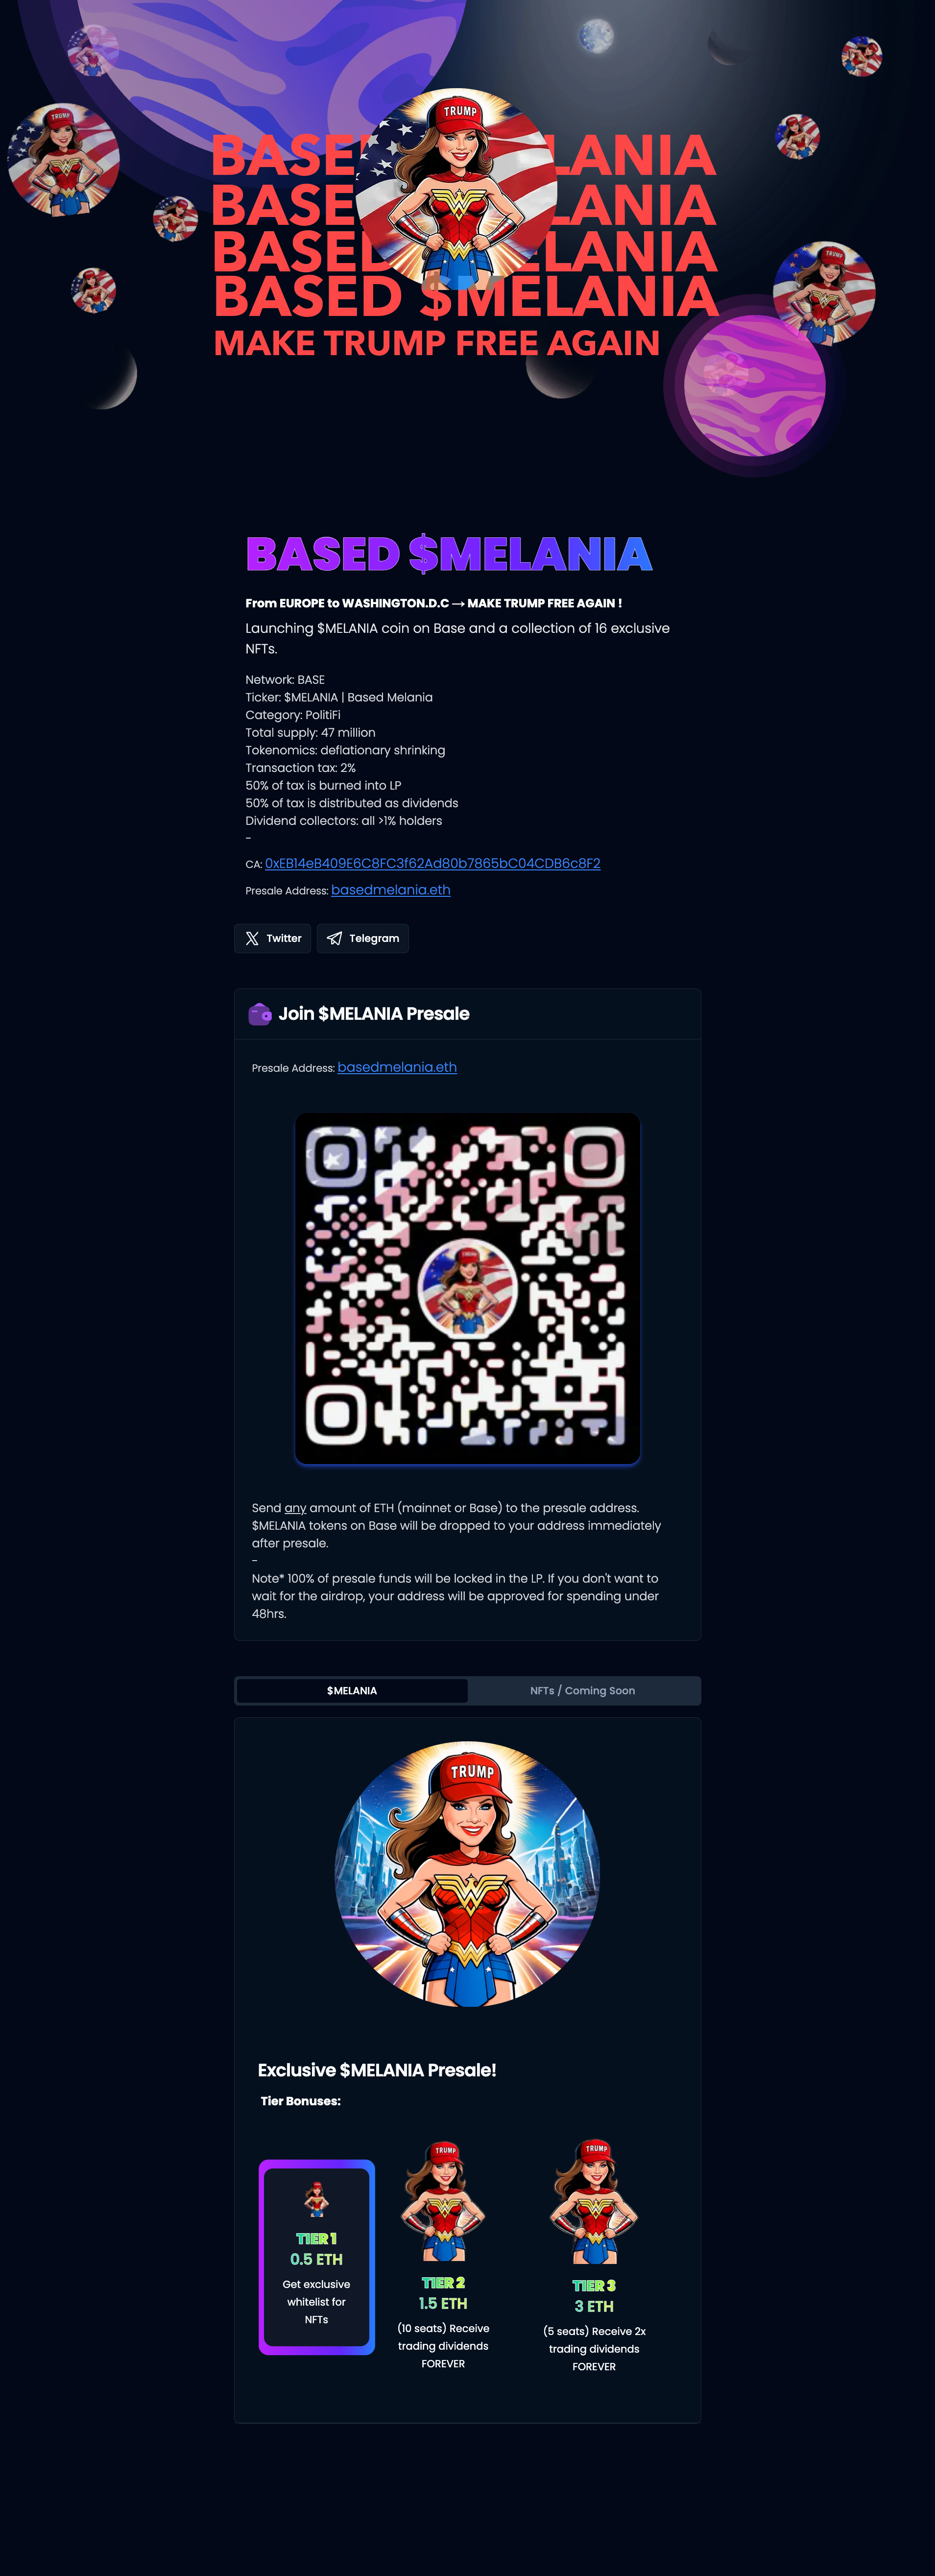 BASED $MELANIA
MAKE TRUMP FREE AGAIN
TRUMP
BASED $MELANIA
From EUROPE to WASHINGTON.D.C → MAKE TRUMP FREE AGAIN !
Launching $MELANIA coin on Base and a collection of 16 exclusive
NFTs.
Network: BASE
Ticker: $MELANIA | Based Melania
Category: PolitiFi
Total supply: 47 million
Tokenomics: deflationary shrinking
Transaction tax: 2%
50% of tax is burned into LP
50% of tax is distributed as dividends
Dividend collectors: all >1% holders
-
CA: 0xEB14eB409E6C8FC3f62Ad80b7865bC04CDB6c8F2
Presale Address: basedmelania.eth
Twitter
Telegram
Join $MELANIA Presale
Presale Address: basedmelania.eth
TRUMP
Send any amount of ETH (mainnet or Base) to the presale address.
$MELANIA tokens on Base will be dropped to your address immediately
after presale.
-
Note* 100% of presale funds will be locked in the LP. If you don't want to
wait for the airdrop, your address will be approved for spending under
48hrs.
$MELANIA
NFTs / Coming Soon
TRUMP
Exclusive $MELANIA Presale!
Tier Bonuses:
TIER 1
0.5 ETH
Get exclusive
whitelist for
NFTs
TRUMP
TIER 2
1.5 ETH
(10 seats) Receive
trading dividends
FOREVER
TRUMP
TIER 3
3 ETH
(5 seats) Receive 2x
trading dividends
FOREVER